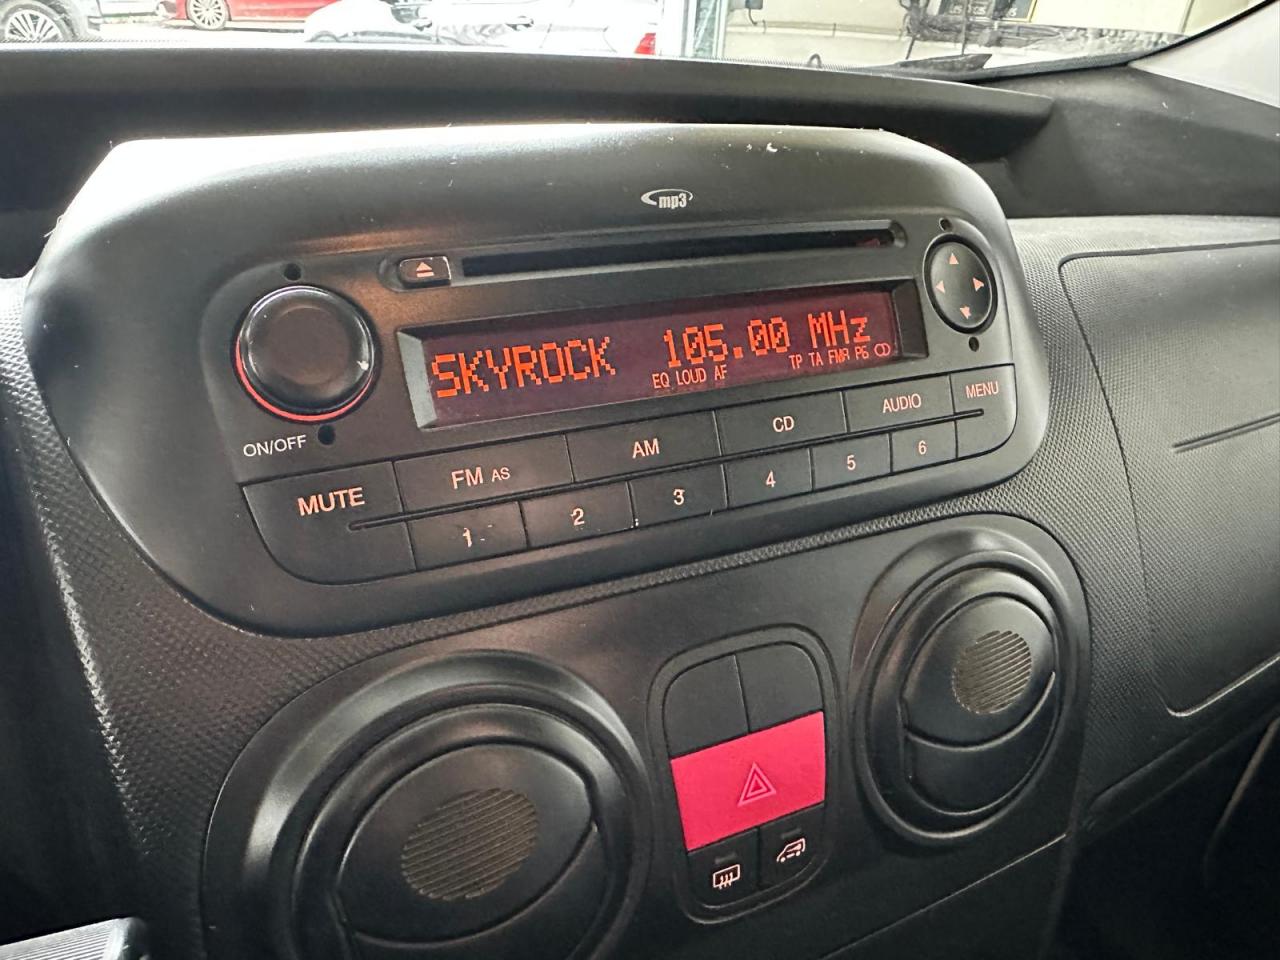 mp3
SKYROCK 105.00 MHz
EQ LOUD AF TP TA FMA P6 CD
ON/OFF
MUTE FM AS AM CD AUDIO MENU
1 2 3 4 5 6